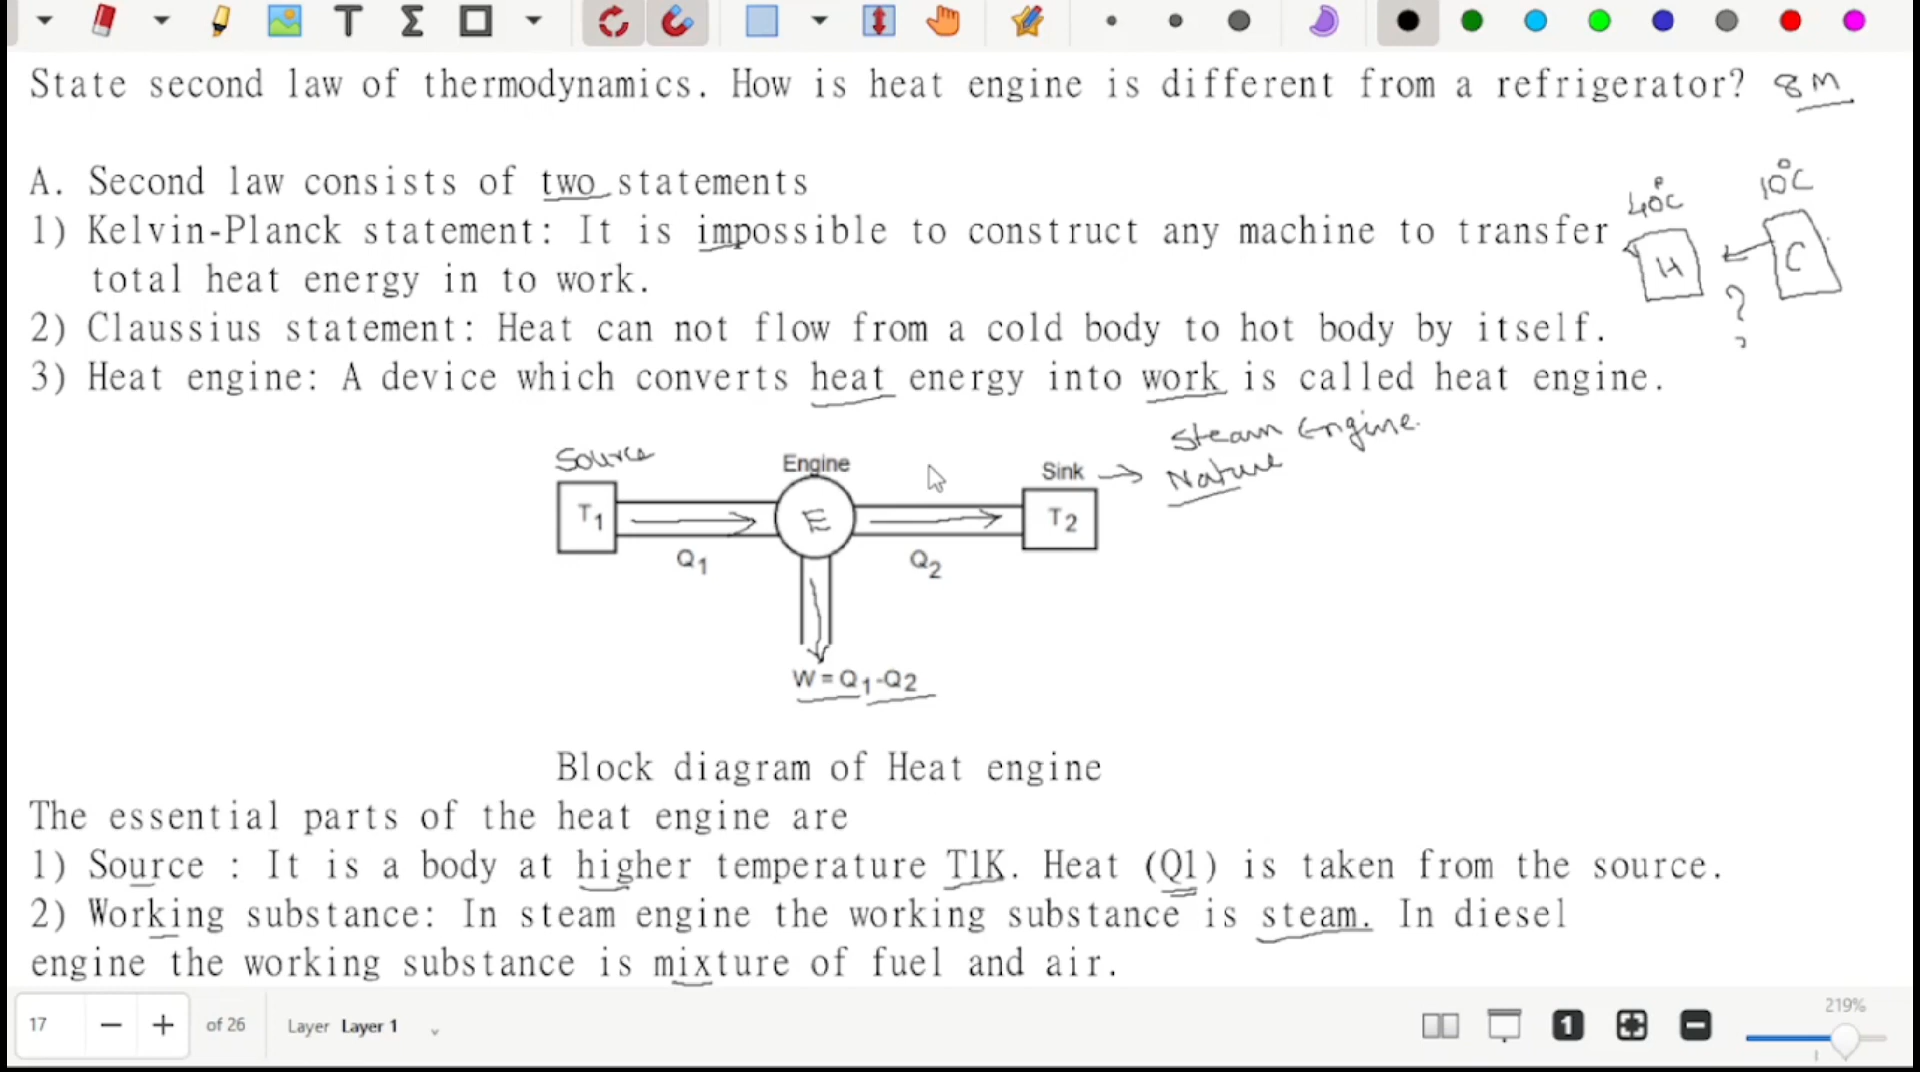 State second law of thermodynamics. How is heat engine is different from a refrigerator? 8M
A. Second law consists of two statements
40°C
10°C
1) Kelvin-Planck statement: It is impossible to construct any machine to transfer
total heat energy in to work.
H
C
?
2) Claussius statement: Heat can not flow from a cold body to hot body by itself.
3) Heat engine: A device which converts heat energy into work is called heat engine.
Steam Engine.
Source
Engine
Sink → Nature
T1
E
T2
Q1
Q2
W=Q1-Q2
Block diagram of Heat engine
The essential parts of the heat engine are
1) Source : It is a body at higher temperature T1K. Heat (Q1) is taken from the source.
2) Working substance: In steam engine the working substance is steam. In diesel
engine the working substance is mixture of fuel and air.
17 − + of 26 Layer Layer 1
1
219%